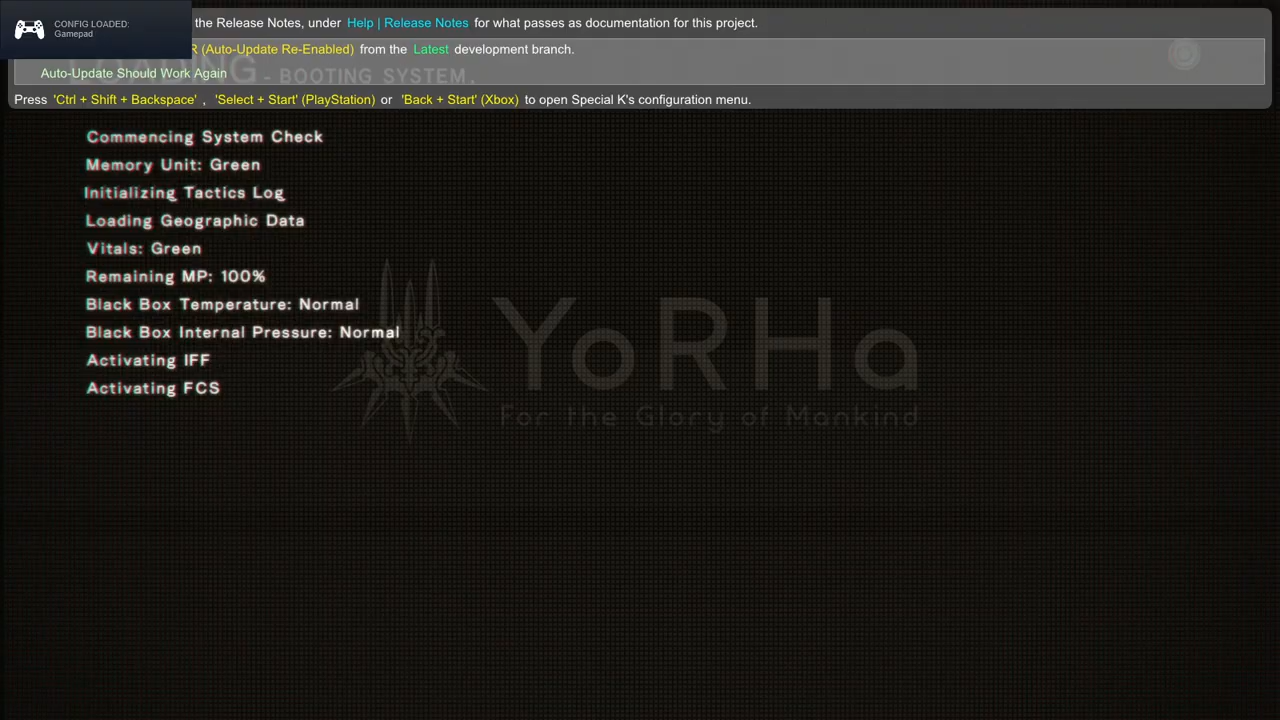 CONFIG LOADED:
Gamepad
the Release Notes, under Help | Release Notes for what passes as documentation for this project.
R (Auto-Update Re-Enabled) from the Latest development branch.
Auto-Update Should Work Again
LOADING - BOOTING SYSTEM.
Press 'Ctrl + Shift + Backspace' , 'Select + Start' (PlayStation) or 'Back + Start' (Xbox) to open Special K's configuration menu.
Commencing System Check
Memory Unit: Green
Initializing Tactics Log
Loading Geographic Data
Vitals: Green
Remaining MP: 100%
Black Box Temperature: Normal
Black Box Internal Pressure: Normal
Activating IFF
Activating FCS
YoRHa
For the Glory of Mankind